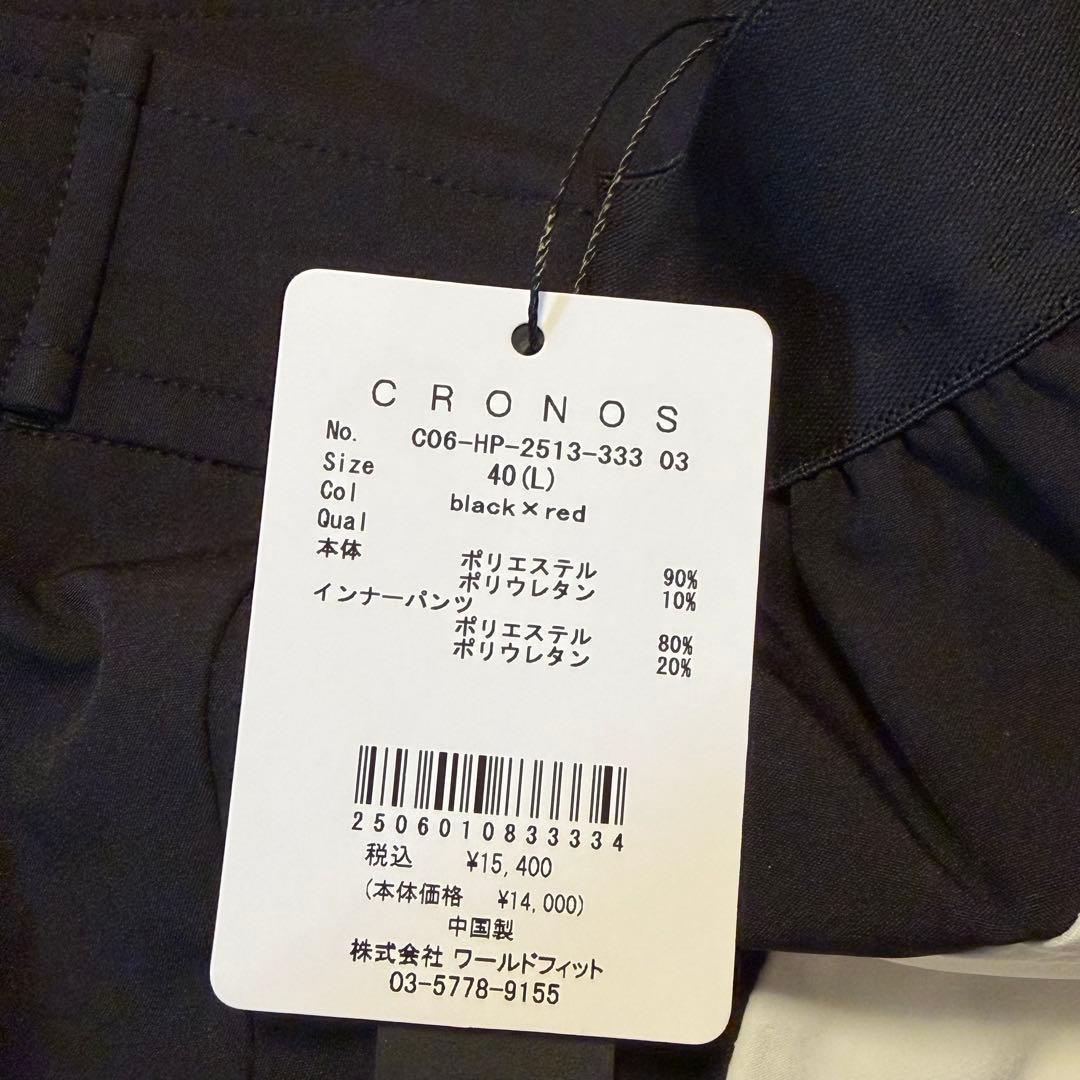 CRONOS
No. C06-HP-2513-333 03
Size 40(L)
Col black×red
Qual
本体
ポリエステル 90%
ポリウレタン 10%
インナーパンツ
ポリエステル 80%
ポリウレタン 20%
2506010833334
税込 ¥15,400
(本体価格 ¥14,000)
中国製
株式会社 ワールドフィット
03-5778-9155